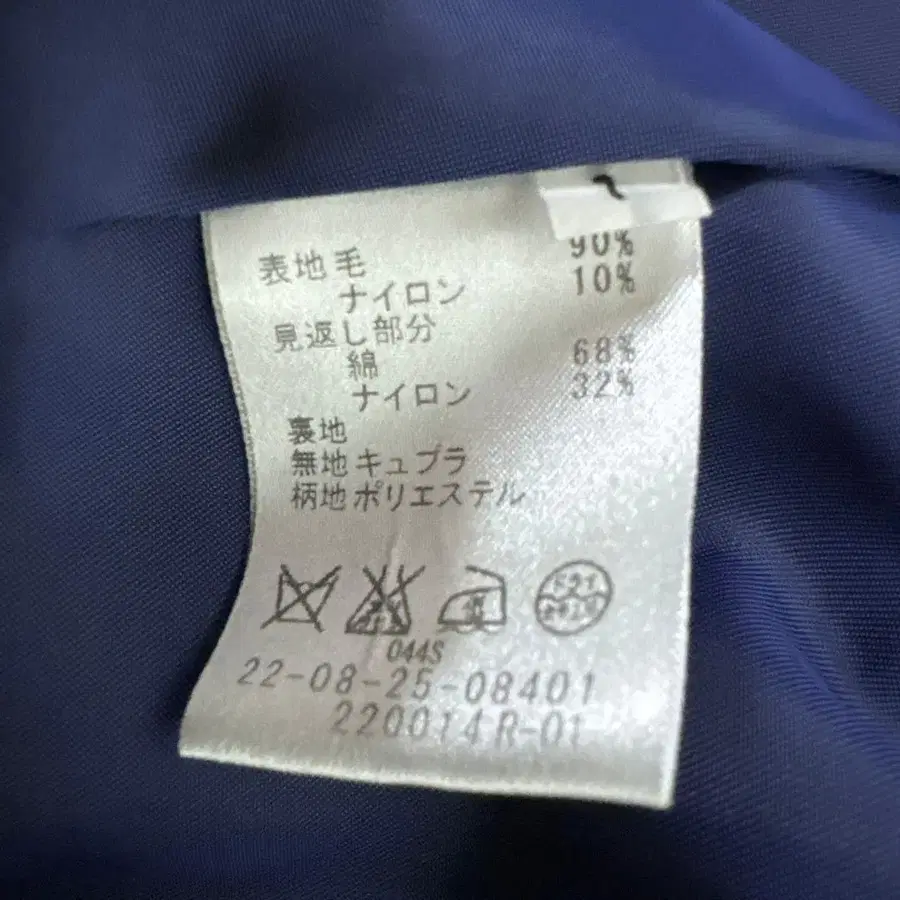 表地 毛 90%
ナイロン 10%
見返し部分
綿 68%
ナイロン 32%
裏地
無地 キュプラ
柄地 ポリエステル
044S
22-08-25-08401
220014R-01